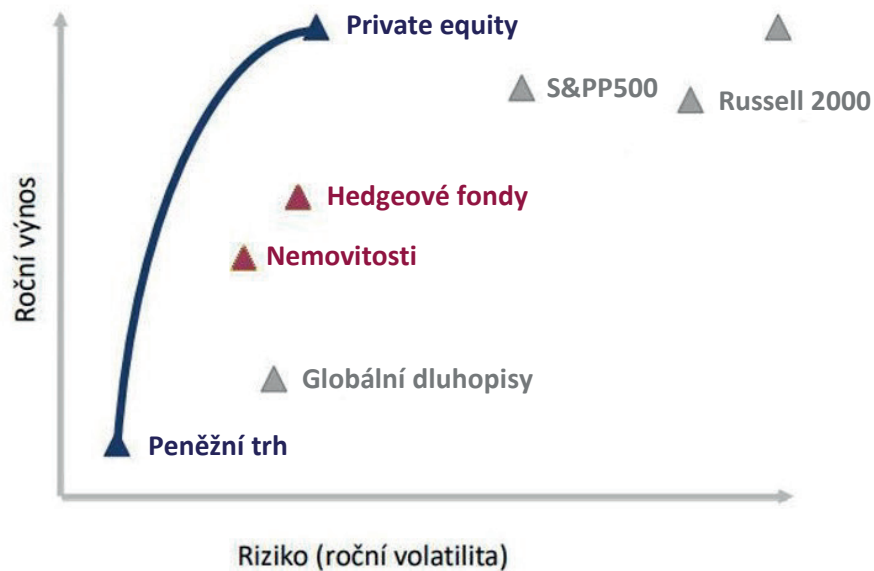 Private equity
S&PP500
Russell 2000
Hedgeové fondy
Nemovitosti
Globální dluhopisy
Peněžní trh
Roční výnos
Riziko (roční volatilita)